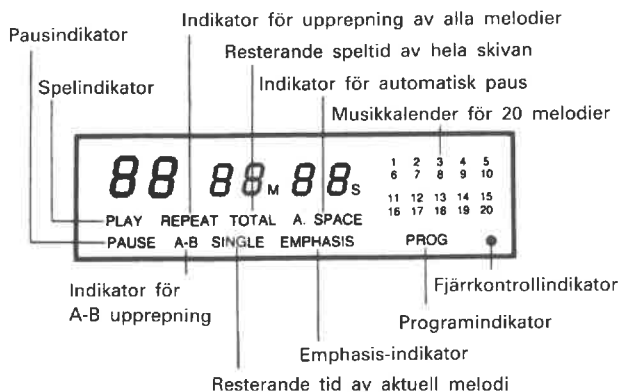 Indikator för upprepning av alla melodier
Pausindikator
Resterande speltid av hela skivan
Indikator för automatisk paus
Spelindikator
Musikkalender för 20 melodier
88 88M 88S
1 2 3 4 5
6 7 8 9 10
11 12 13 14 15
16 17 18 19 20
PLAY REPEAT TOTAL A. SPACE
PAUSE A-B SINGLE EMPHASIS PROG
Indikator för
A-B upprepning
Fjärrkontrollindikator
Programindikator
Emphasis-indikator
Resterande tid av aktuell melodi